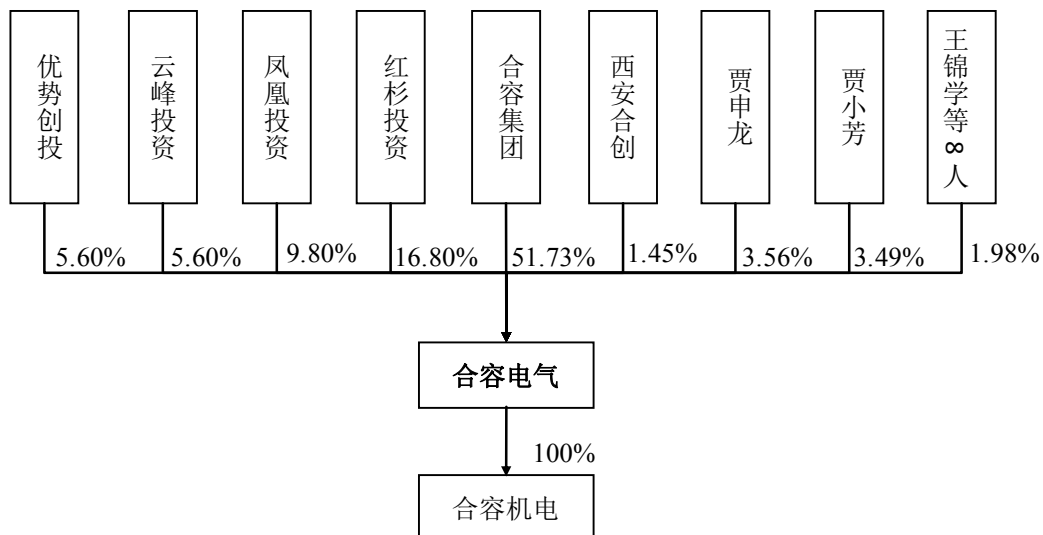 优势创投
云峰投资
凤凰投资
红杉投资
合容集团
西安合创
贾申龙
贾小芳
王锦学等8人
5.60%
5.60%
9.80%
16.80%
51.73%
1.45%
3.56%
3.49%
1.98%
合容电气
100%
合容机电